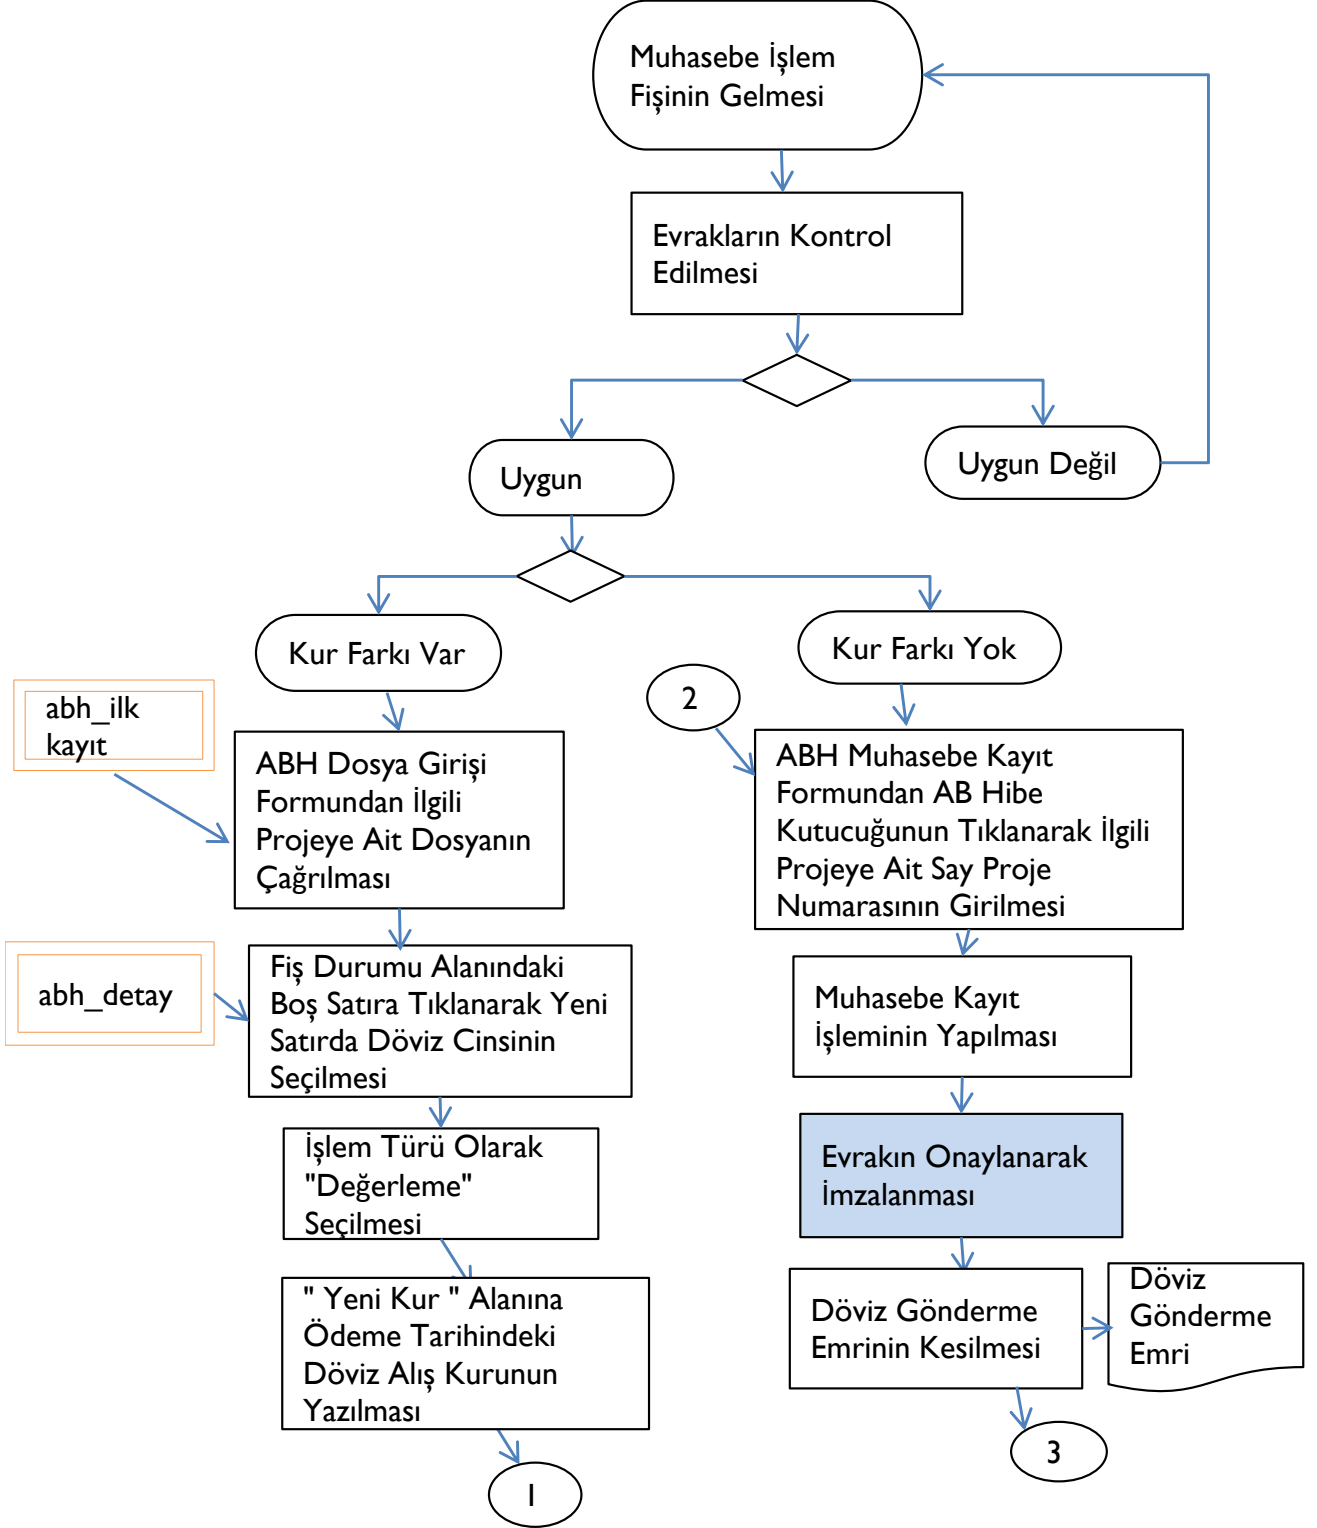 Muhasebe İşlem
Fişinin Gelmesi
Evrakların Kontrol
Edilmesi
Uygun
Uygun Değil
Kur Farkı Var
Kur Farkı Yok
abh_ilk
kayıt
2
ABH Dosya Girişi
Formundan İlgili
Projeye Ait Dosyanın
Çağrılması
ABH Muhasebe Kayıt
Formundan AB Hibe
Kutucuğunun Tıklanarak İlgili
Projeye Ait Say Proje
Numarasının Girilmesi
abh_detay
Fiş Durumu Alanındaki
Boş Satıra Tıklanarak Yeni
Satırda Döviz Cinsinin
Seçilmesi
Muhasebe Kayıt
İşleminin Yapılması
İşlem Türü Olarak
"Değerleme"
Seçilmesi
Evrakın Onaylanarak
İmzalanması
" Yeni Kur " Alanına
Ödeme Tarihindeki
Döviz Alış Kurunun
Yazılması
Döviz Gönderme
Emrinin Kesilmesi
Döviz
Gönderme
Emri
1
3